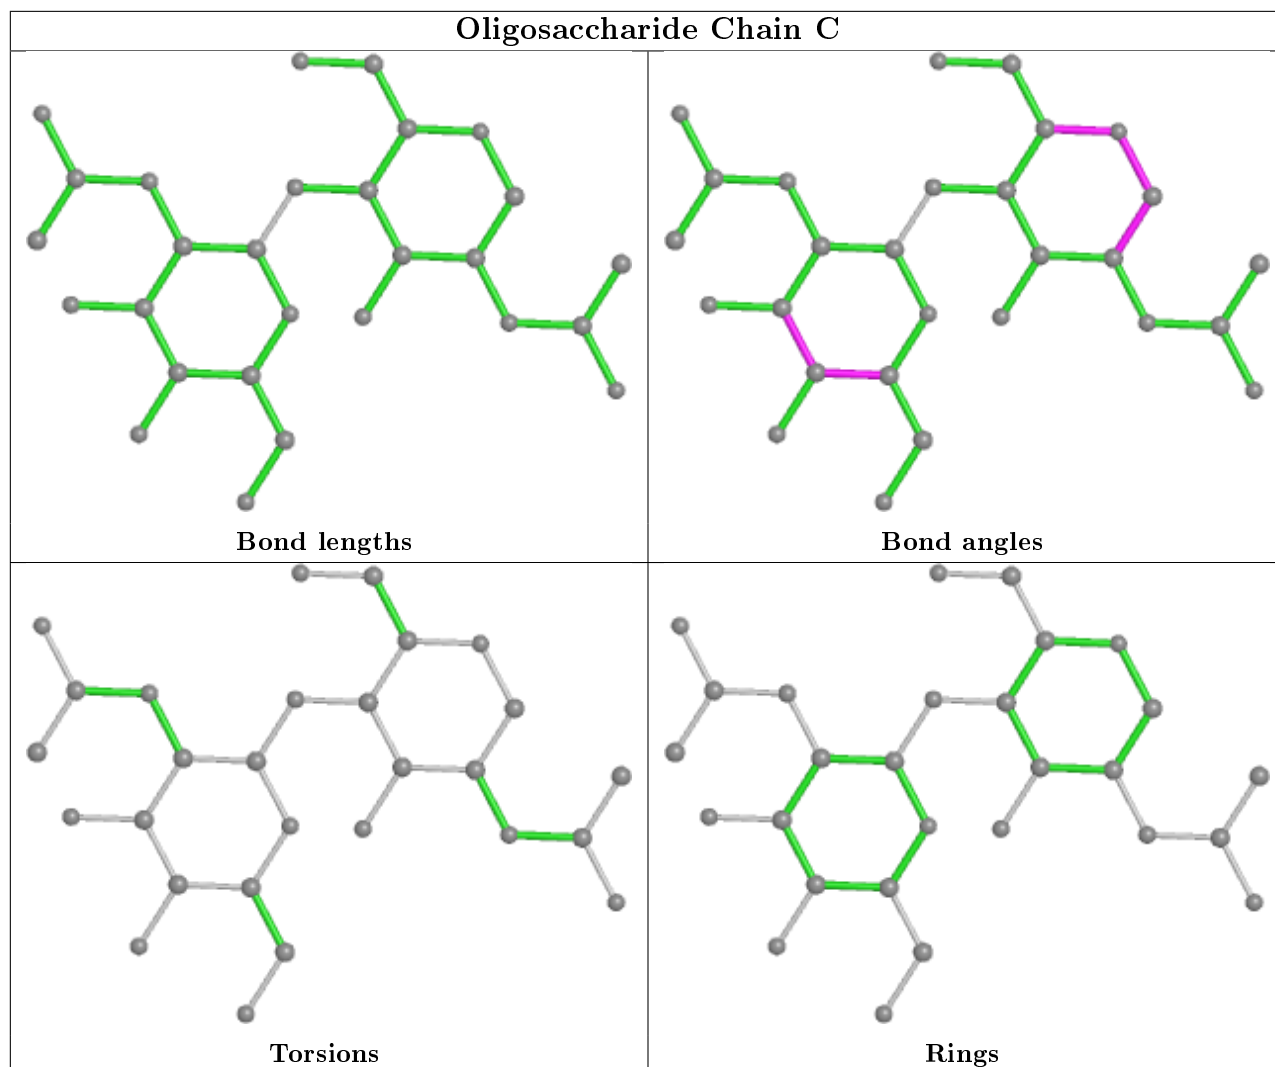 Oligosaccharide Chain C
Bond lengths
Bond angles
Torsions
Rings